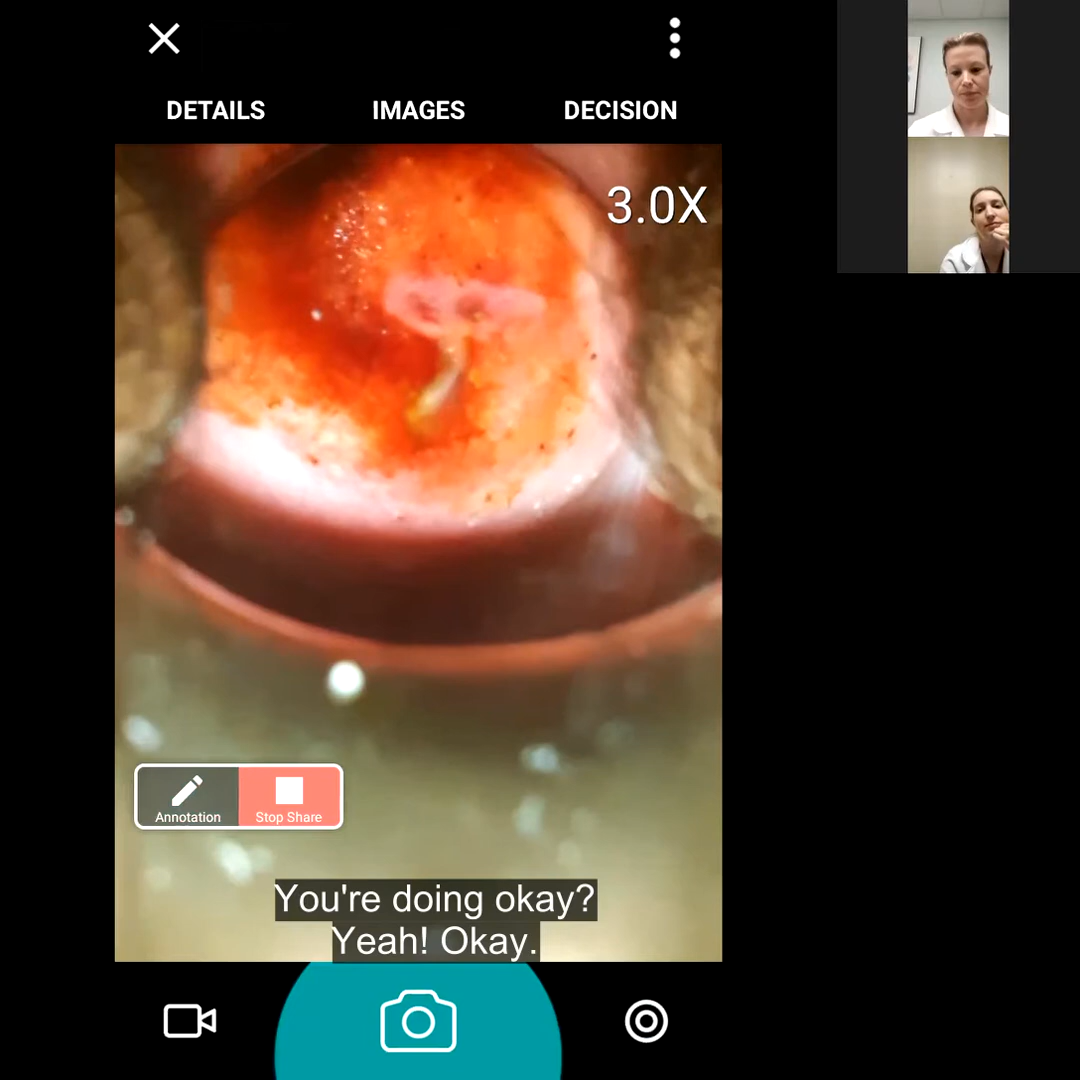 DETAILS
IMAGES
DECISION
3.0X
Annotation
Stop Share
You're doing okay?
Yeah! Okay.